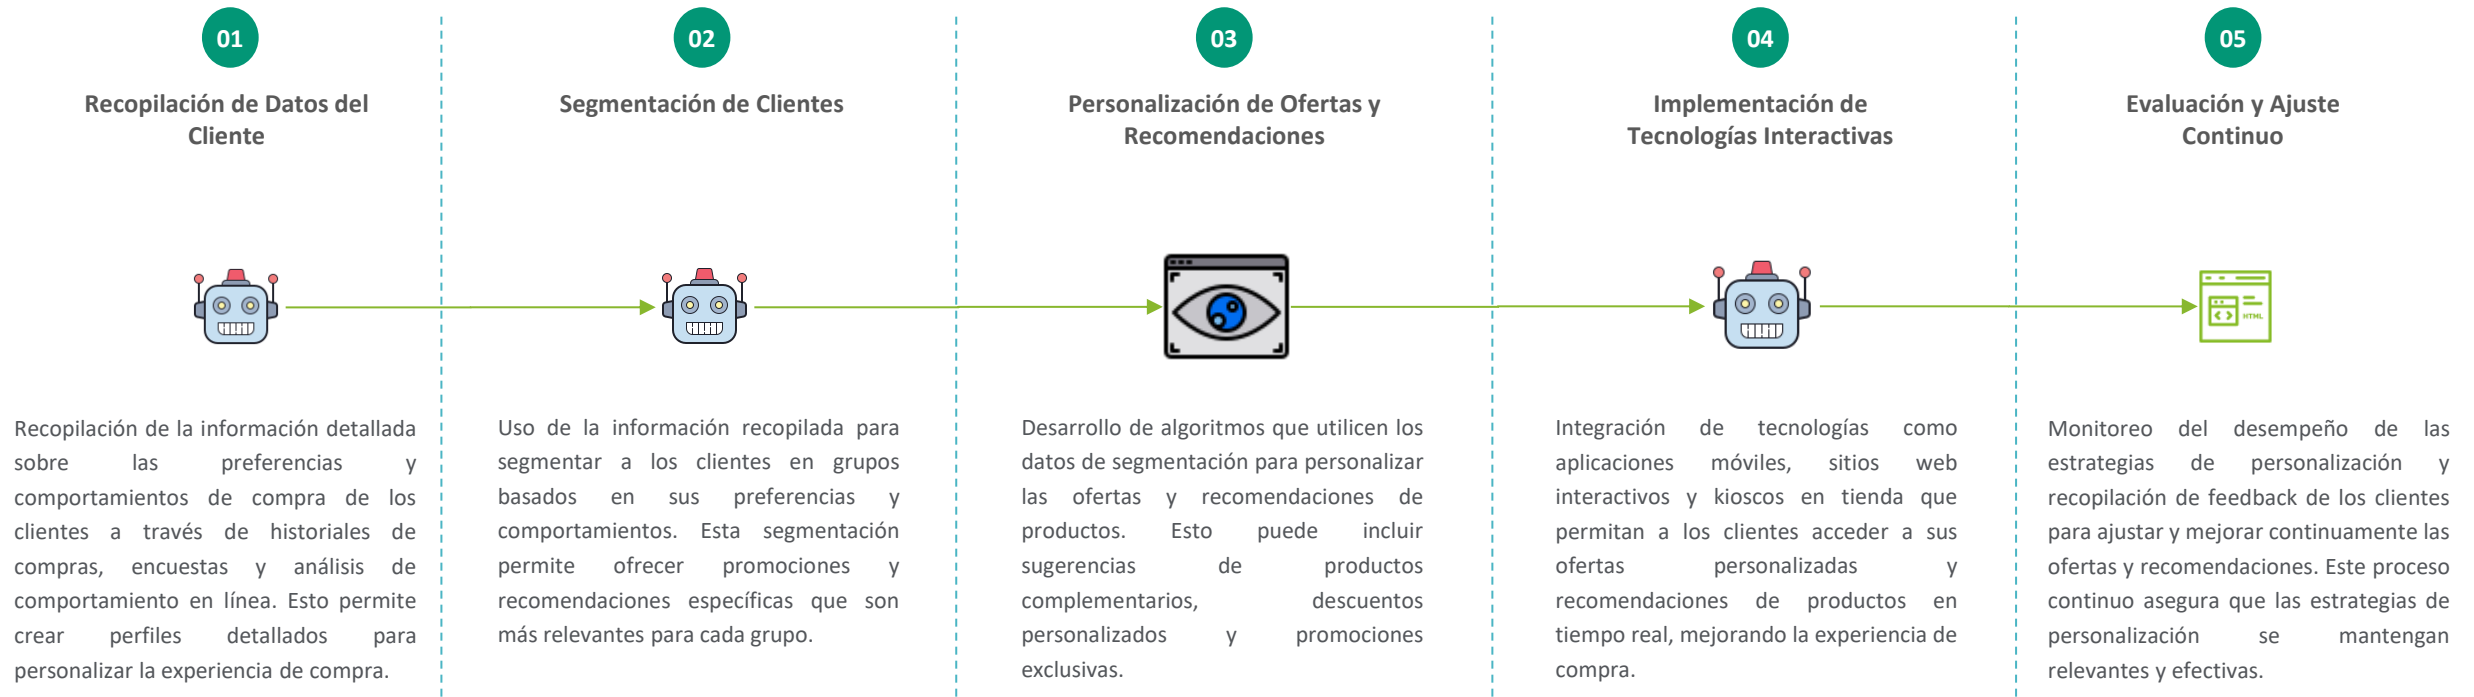 01
Recopilación de Datos del
Cliente
Recopilación de la información detallada
sobre las preferencias y
comportamientos de compra de los
clientes a través de historiales de
compras, encuestas y análisis de
comportamiento en línea. Esto permite
crear perfiles detallados para
personalizar la experiencia de compra.
02
Segmentación de Clientes
Uso de la información recopilada para
segmentar a los clientes en grupos
basados en sus preferencias y
comportamientos. Esta segmentación
permite ofrecer promociones y
recomendaciones específicas que son
más relevantes para cada grupo.
03
Personalización de Ofertas y
Recomendaciones
Desarrollo de algoritmos que utilicen los
datos de segmentación para personalizar
las ofertas y recomendaciones de
productos. Esto puede incluir
sugerencias de productos
complementarios, descuentos
personalizados y promociones
exclusivas.
04
Implementación de
Tecnologías Interactivas
Integración de tecnologías como
aplicaciones móviles, sitios web
interactivos y kioscos en tienda que
permitan a los clientes acceder a sus
ofertas personalizadas y
recomendaciones de productos en
tiempo real, mejorando la experiencia de
compra.
05
Evaluación y Ajuste
Continuo
HTML
Monitoreo del desempeño de las
estrategias de personalización y
recopilación de feedback de los clientes
para ajustar y mejorar continuamente las
ofertas y recomendaciones. Este proceso
continuo asegura que las estrategias de
personalización se mantengan
relevantes y efectivas.